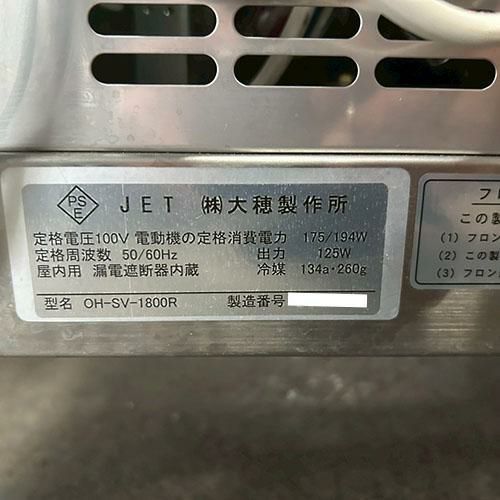 PS
E
JET ㈱大穂製作所
定格電圧100V 電動機の定格消費電力 175/194W
定格周波数 50/60Hz 出力 125W
屋内用 漏電遮断器内蔵 冷媒 134a・260g
型名 OH-SV-1800R 製造番号
フ
この製
(1) フロン
(2) この製
(3) フロン